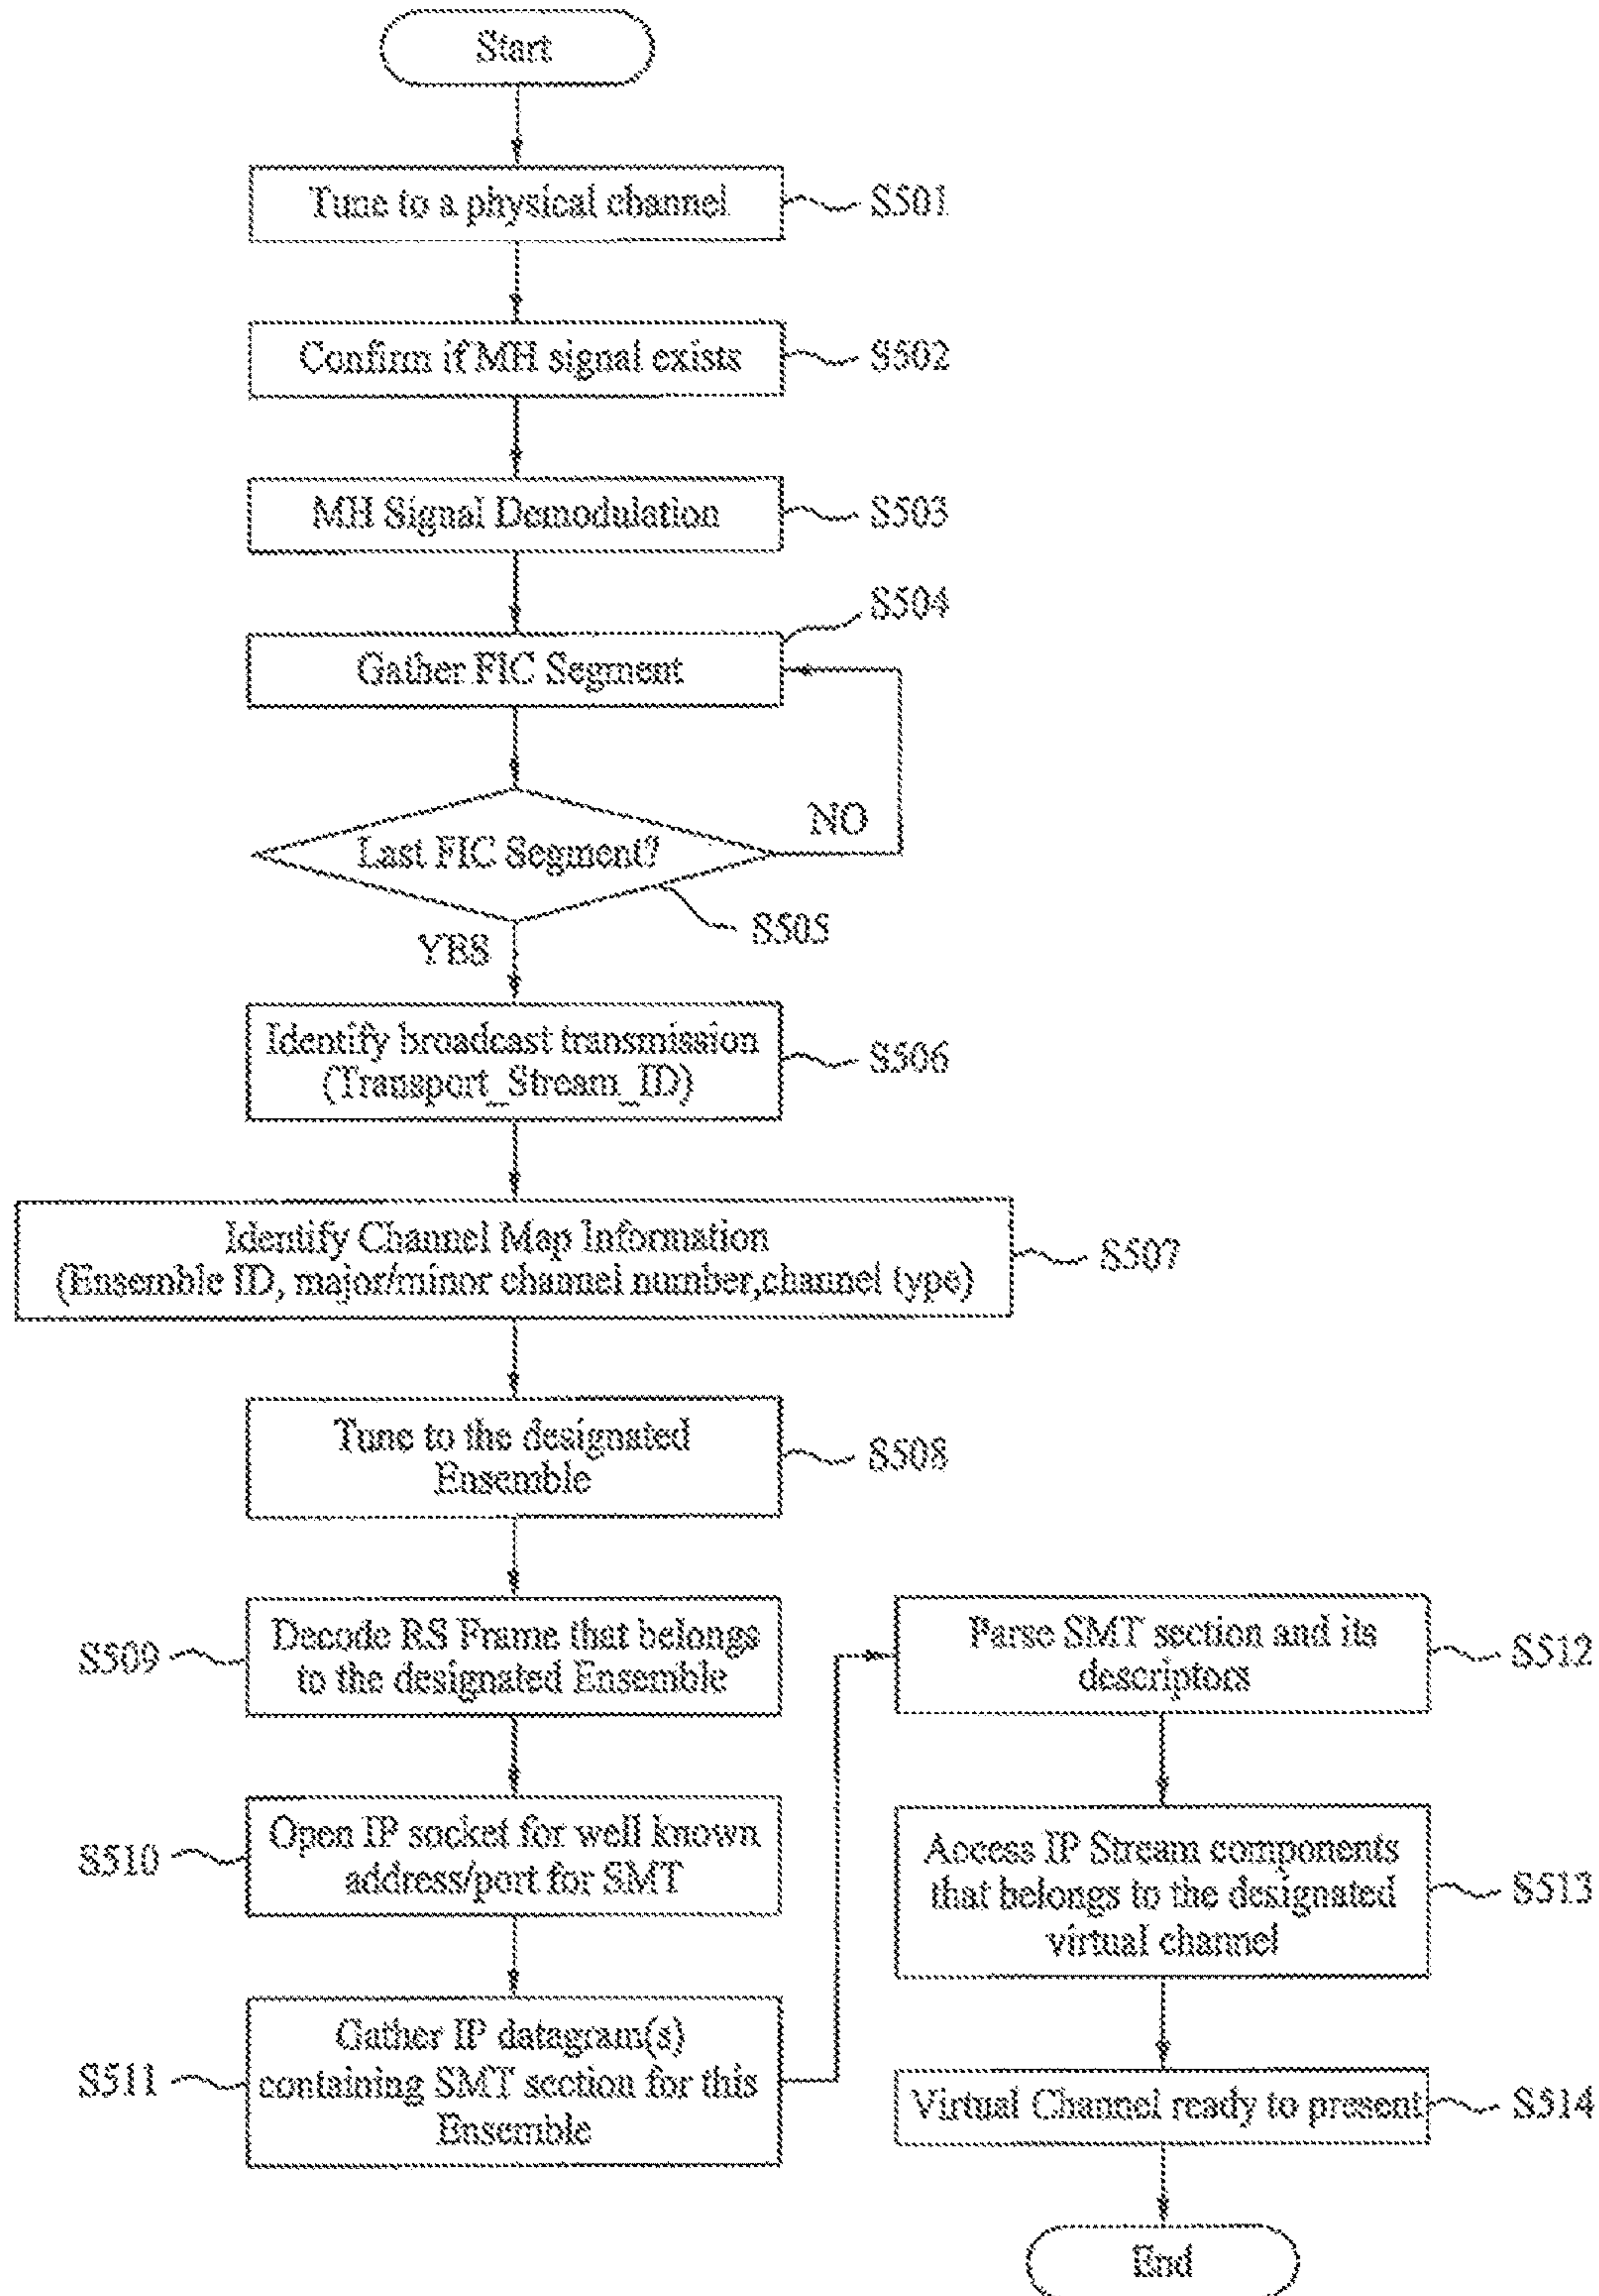 Start
Tune to a physical channel
S501
Confirm if MH signal exists
S502
MH Signal Demodulation
S503
S504
Gather FIC Segment
NO
Last FIC Segment?
S505
YES
Identify broadcast transmission
(Transport_Stream_ID)
S506
Identify Channel Map Information
(Ensemble ID, major/minor channel number,channel type)
S507
Tune to the designated
Ensemble
S508
S509
Decode RS Frame that belongs
to the designated Ensemble
S510
Open IP socket for well known
address/port for SMT
S511
Gather IP datagram(s)
containing SMT section for this
Ensemble
Parse SMT section and its
descriptors
S512
Access IP Stream components
that belongs to the designated
virtual channel
S513
Virtual Channel ready to present
S514
End